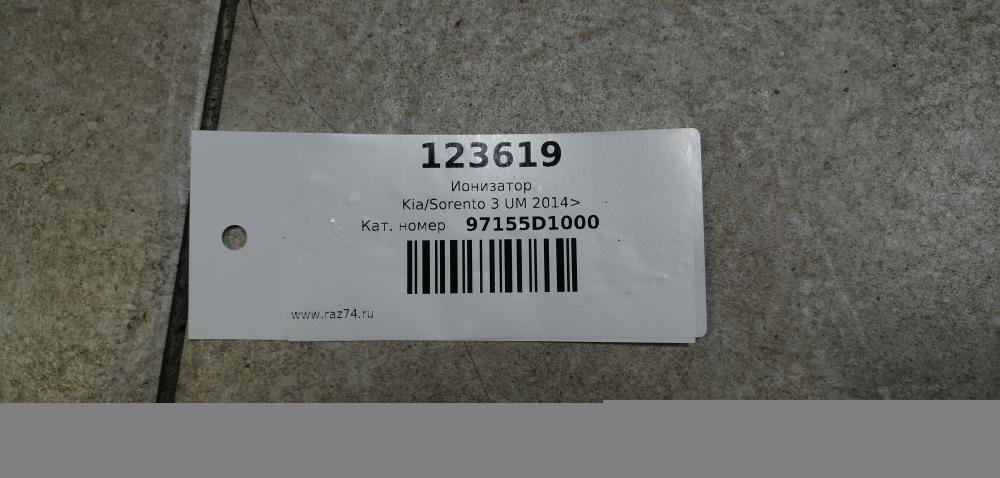 123619
Ионизатор
Kia/Sorento 3 UM 2014>
Кат. номер 97155D1000
www.raz74.ru